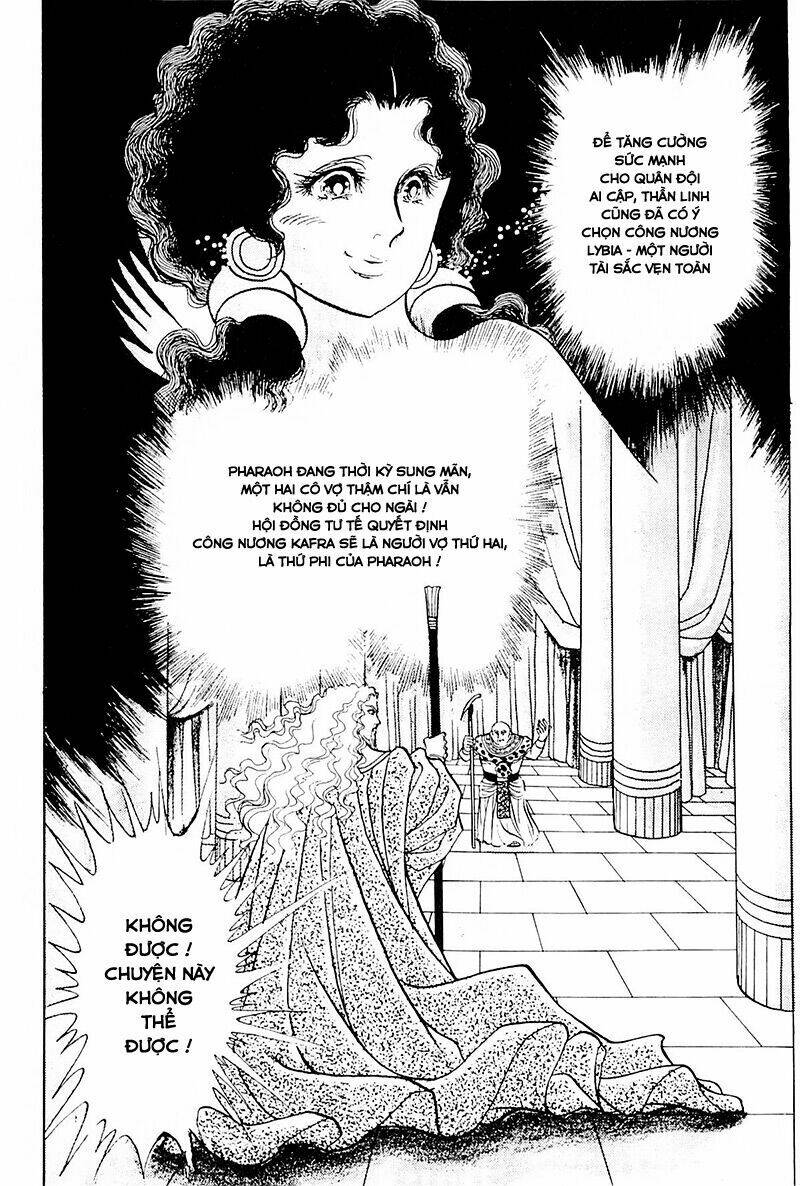 ĐỂ TĂNG CƯỜNG
SỨC MẠNH
CHO QUÂN ĐỘI
AI CẬP, THẦN LINH
CŨNG ĐÃ CÓ Ý
CHỌN CÔNG NƯƠNG
LYBIA - MỘT NGƯỜI
TÀI SẮC VẸN TOÀN
PHARAOH ĐANG THỜI KỲ SUNG MÃN,
MỘT HAI CÔ VỢ THẬM CHÍ LÀ VẪN
KHÔNG ĐỦ CHO NGÀI !
HỘI ĐỒNG TƯ TẾ QUYẾT ĐỊNH
CÔNG NƯƠNG KAFRA SẼ LÀ NGƯỜI VỢ THỨ HAI,
LÀ THỨ PHI CỦA PHARAOH !
KHÔNG
ĐƯỢC !
CHUYỆN NÀY
KHÔNG
THỂ
ĐƯỢC !